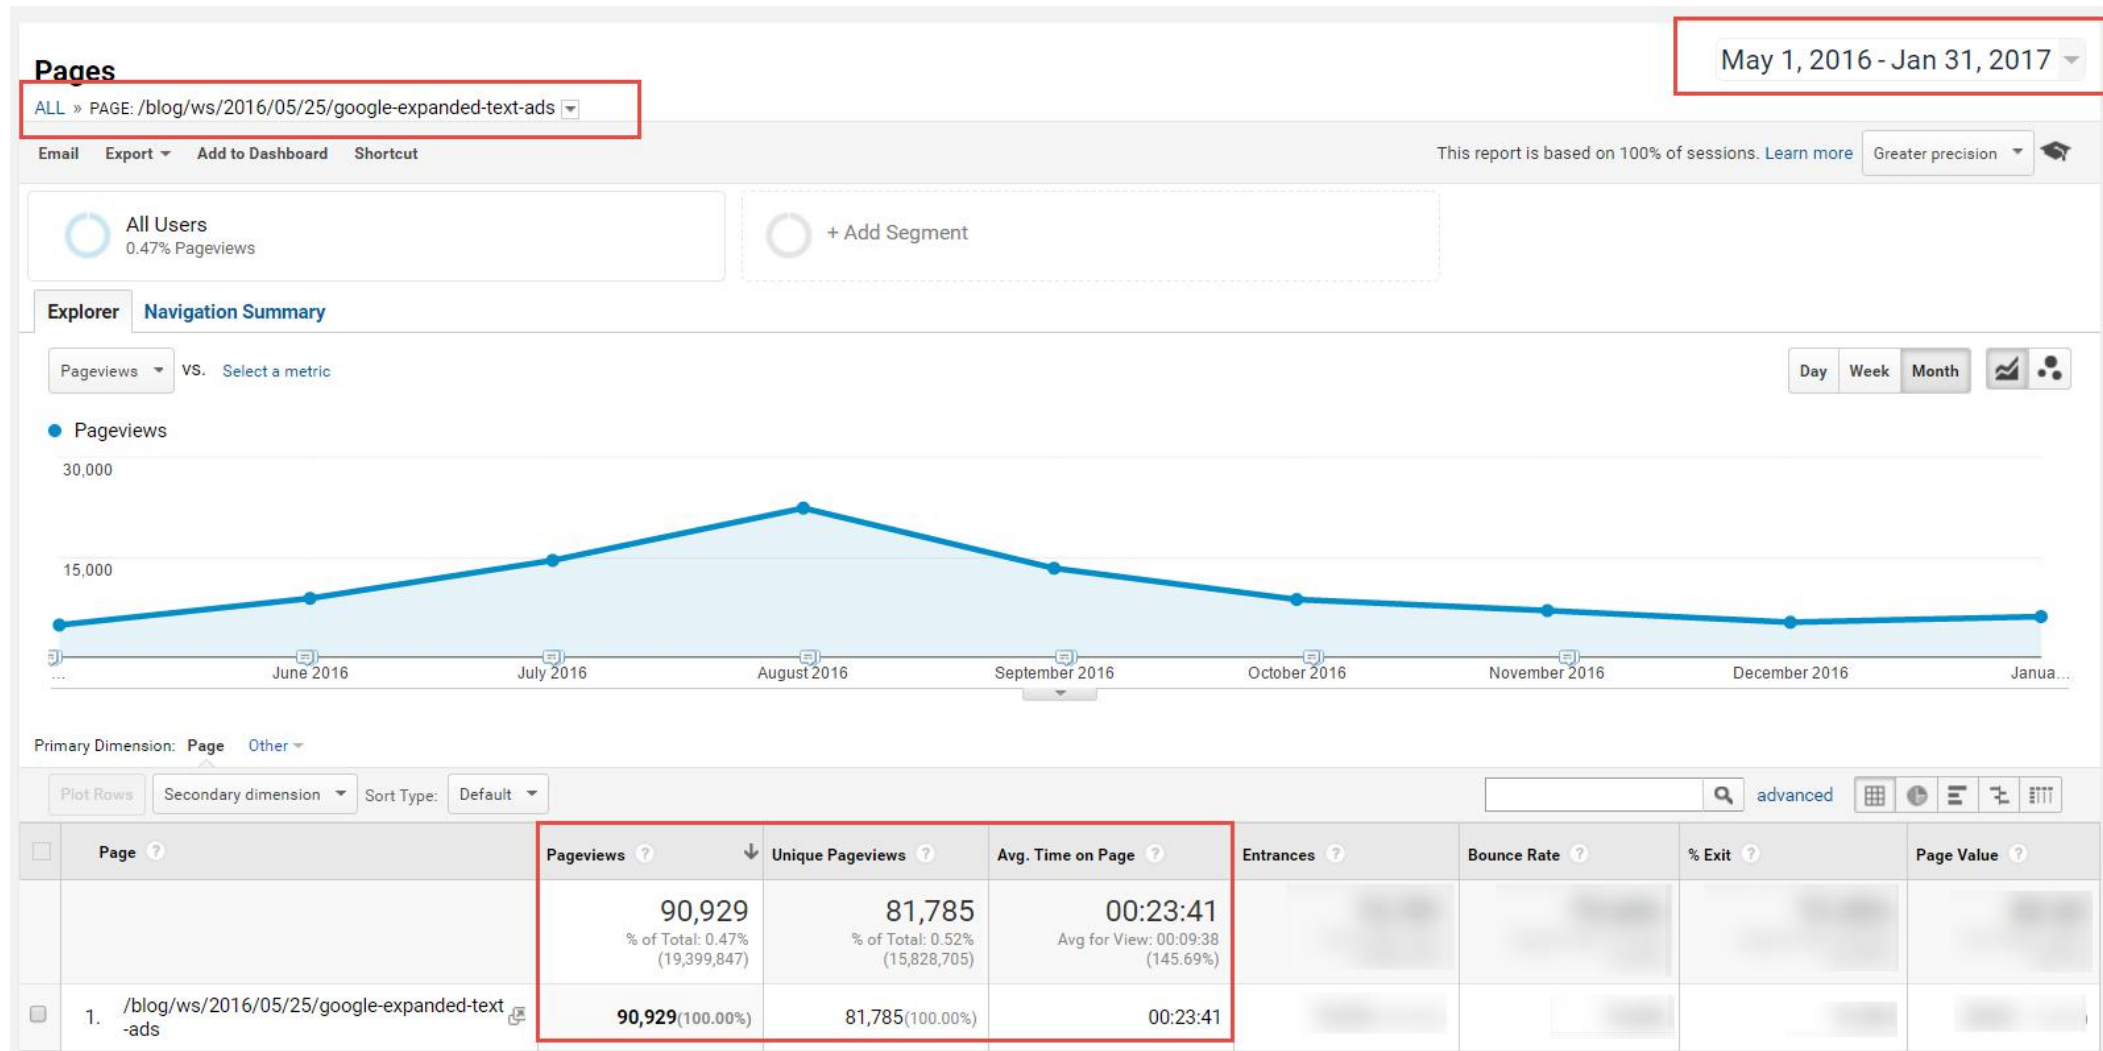 May 1, 2016 - Jan 31, 2017
Pages
ALL » PAGE: /blog/ws/2016/05/25/google-expanded-text-ads
Email Export Add to Dashboard Shortcut This report is based on 100% of sessions. Learn more Greater precision
All Users
0.47% Pageviews
+ Add Segment
Explorer Navigation Summary
Pageviews VS. Select a metric Day Week Month
Pageviews
30,000
15,000
... June 2016 July 2016 August 2016 September 2016 October 2016 November 2016 December 2016 Janua...
Primary Dimension: Page Other
Plot Rows Secondary dimension Sort Type: Default advanced
Page ? Pageviews ? Unique Pageviews ? Avg. Time on Page ? Entrances ? Bounce Rate ? % Exit ? Page Value ?
90,929 81,785 00:23:41
% of Total: 0.47% % of Total: 0.52% Avg for View: 00:09:38
(19,399,847) (15,828,705) (145.69%)
1. /blog/ws/2016/05/25/google-expanded-text
-ads
90,929(100.00%) 81,785(100.00%) 00:23:41